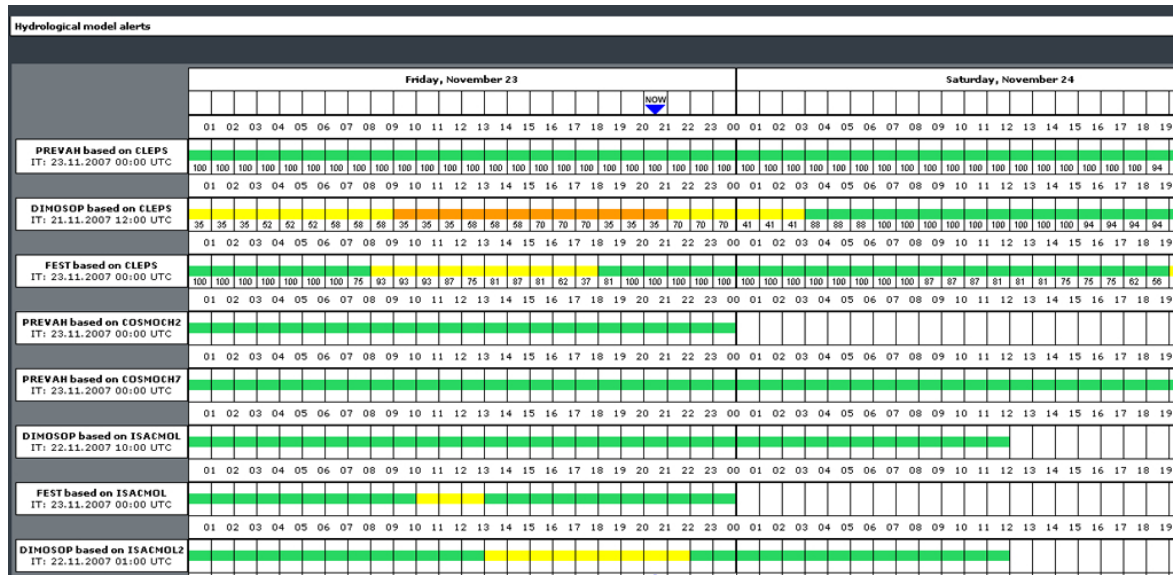 Hydrological model alerts
Friday, November 23 Saturday, November 24
NOW
01 02 03 04 05 06 07 08 09 10 11 12 13 14 15 16 17 18 19 20 21 22 23 00 01 02 03 04 05 06 07 08 09 10 11 12 13 14 15 16 17 18 19
PREVAH based on CLEPS
IT: 23.11.2007 00:00 UTC
100 100 100 100 100 100 100 100 100 100 100 100 100 100 100 100 100 100 100 100 100 100 100 100 100 100 100 100 100 100 100 100 100 100 100 100 100 100 100 100 100 100 94
01 02 03 04 05 06 07 08 09 10 11 12 13 14 15 16 17 18 19 20 21 22 23 00 01 02 03 04 05 06 07 08 09 10 11 12 13 14 15 16 17 18 19
DIMOSOP based on CLEPS
IT: 21.11.2007 12:00 UTC
35 35 35 52 52 52 58 58 58 35 35 35 58 58 58 70 70 70 35 35 35 70 70 70 41 41 41 88 88 88 100 100 100 100 100 100 100 100 100 94 94 94 94
01 02 03 04 05 06 07 08 09 10 11 12 13 14 15 16 17 18 19 20 21 22 23 00 01 02 03 04 05 06 07 08 09 10 11 12 13 14 15 16 17 18 19
FEST based on CLEPS
IT: 23.11.2007 00:00 UTC
100 100 100 100 100 100 100 75 93 93 93 87 75 81 87 81 62 37 81 100 100 100 100 100 100 100 100 100 100 100 100 100 87 87 87 81 81 81 75 75 75 62 56
01 02 03 04 05 06 07 08 09 10 11 12 13 14 15 16 17 18 19 20 21 22 23 00 01 02 03 04 05 06 07 08 09 10 11 12 13 14 15 16 17 18 19
PREVAH based on COSMOCH2
IT: 23.11.2007 00:00 UTC
01 02 03 04 05 06 07 08 09 10 11 12 13 14 15 16 17 18 19 20 21 22 23 00 01 02 03 04 05 06 07 08 09 10 11 12 13 14 15 16 17 18 19
PREVAH based on COSMOCH7
IT: 23.11.2007 00:00 UTC
01 02 03 04 05 06 07 08 09 10 11 12 13 14 15 16 17 18 19 20 21 22 23 00 01 02 03 04 05 06 07 08 09 10 11 12 13 14 15 16 17 18 19
DIMOSOP based on ISACMOL
IT: 22.11.2007 10:00 UTC
01 02 03 04 05 06 07 08 09 10 11 12 13 14 15 16 17 18 19 20 21 22 23 00 01 02 03 04 05 06 07 08 09 10 11 12 13 14 15 16 17 18 19
FEST based on ISACMOL
IT: 23.11.2007 00:00 UTC
01 02 03 04 05 06 07 08 09 10 11 12 13 14 15 16 17 18 19 20 21 22 23 00 01 02 03 04 05 06 07 08 09 10 11 12 13 14 15 16 17 18 19
DIMOSOP based on ISACMOL2
IT: 22.11.2007 01:00 UTC